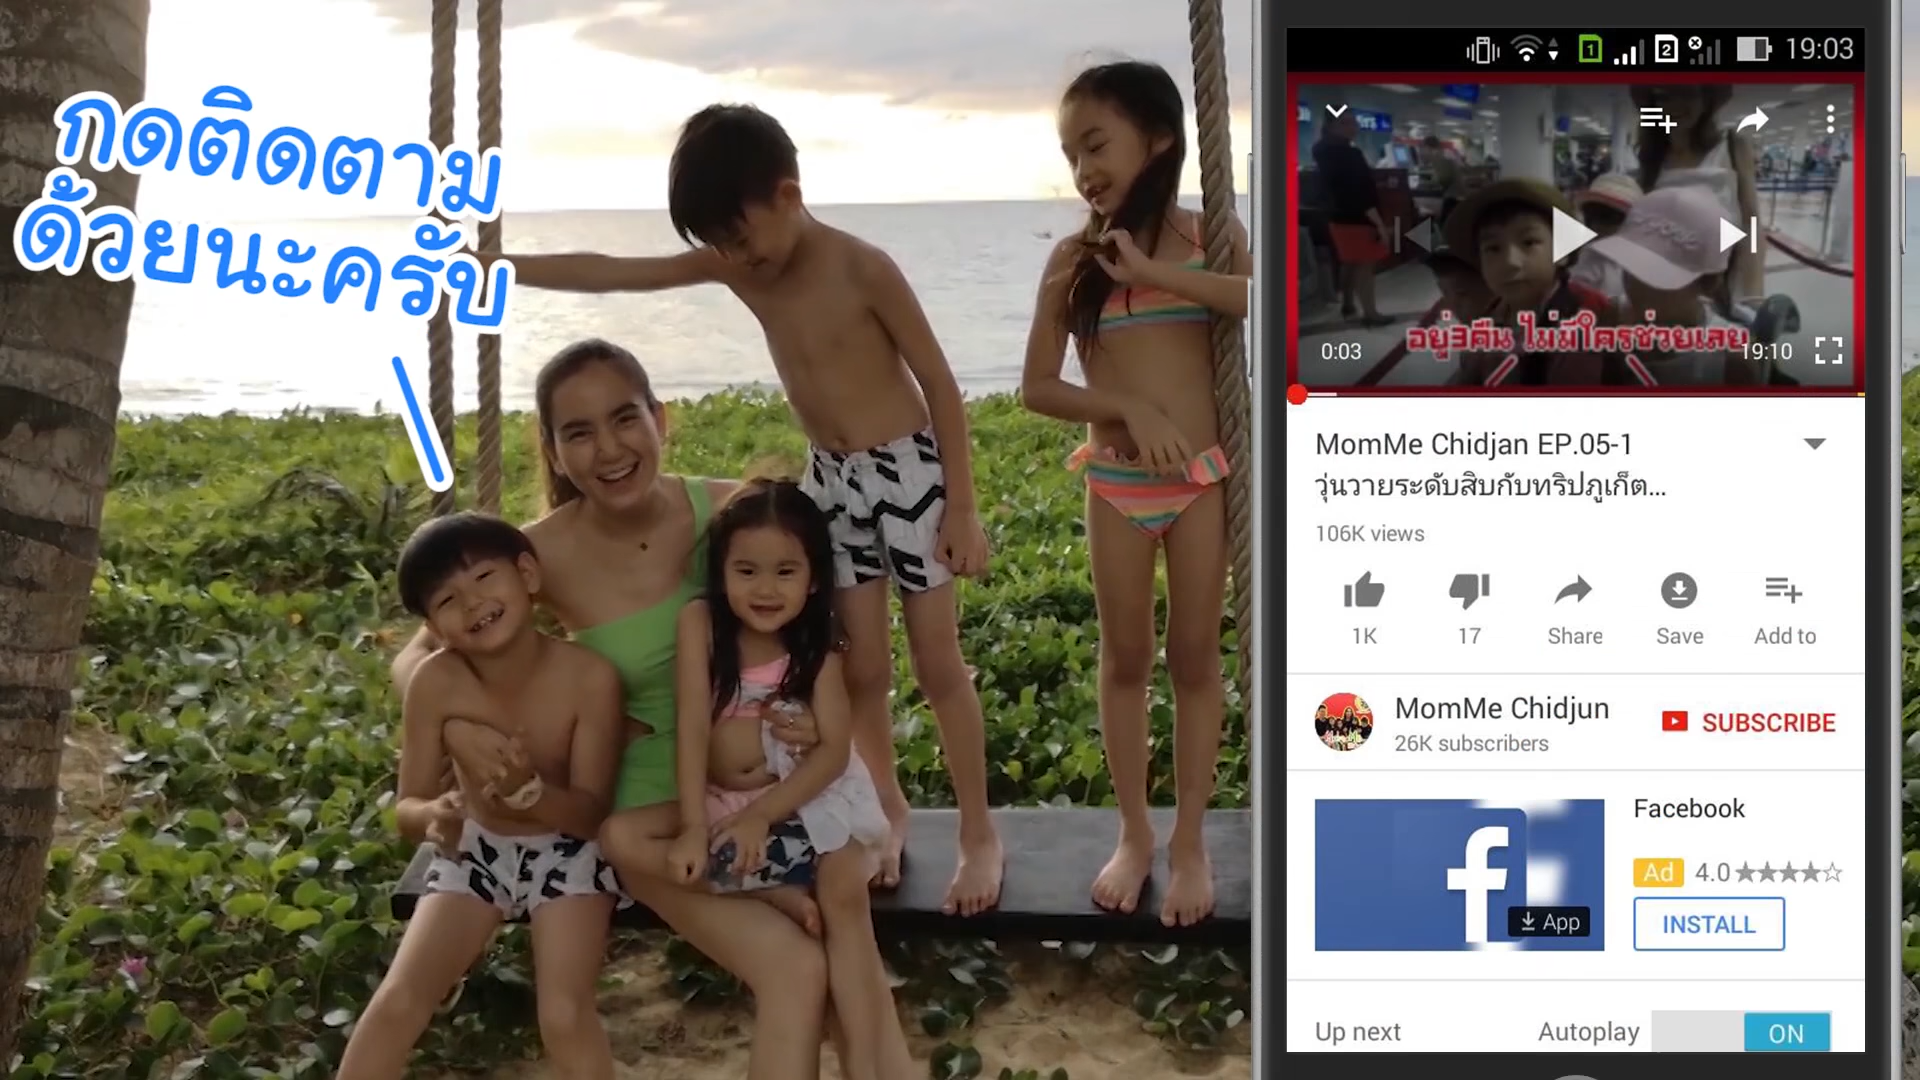 กดติดตาม
ด้วยนะครับ
1
2
19:03
อยู่3คืน ไม่มีใครช่วยเลย
0:03
19:10
MomMe Chidjan EP.05-1
วุ่นวายระดับสิบกับทริปภูเก็ต...
106K views
1K
17
Share
Save
Add to
MomMe Chidjun
26K subscribers
SUBSCRIBE
Facebook
Ad 4.0
f
App
INSTALL
Up next
Autoplay
ON